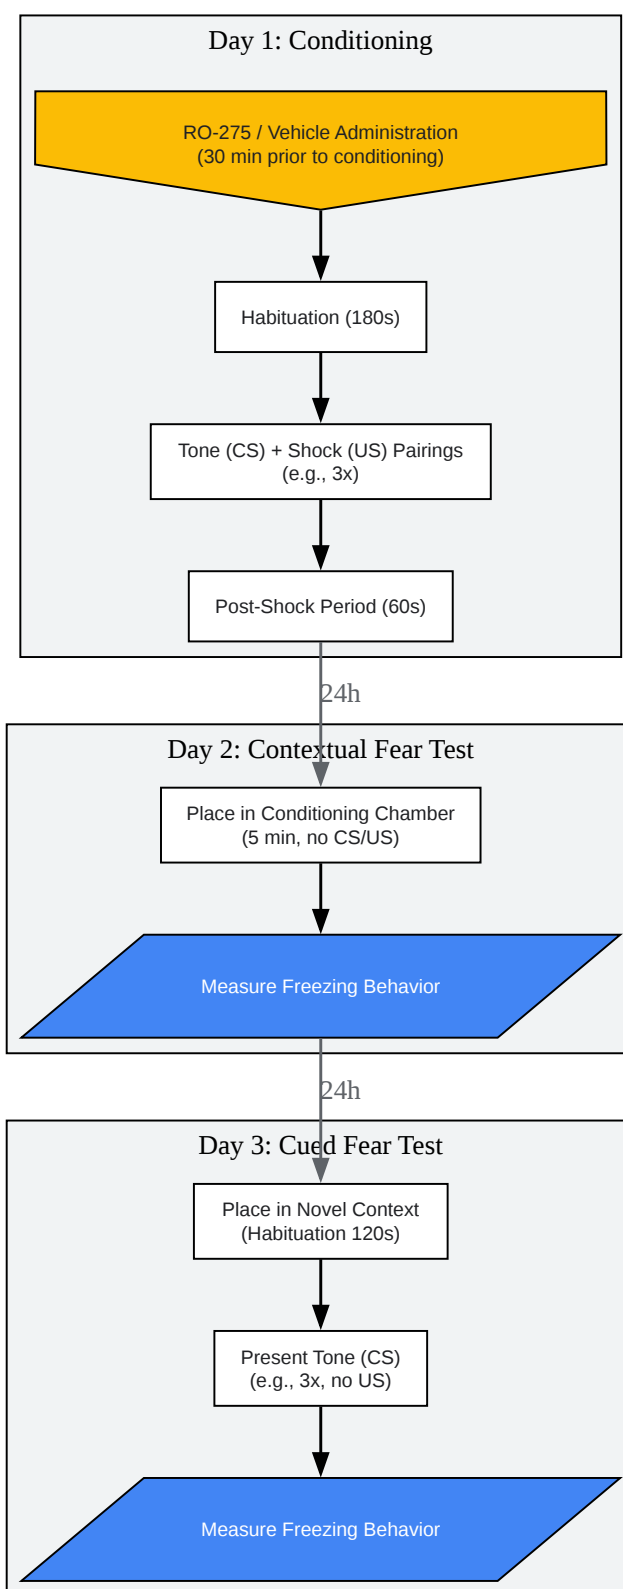 Day 1: Conditioning
RO-275 / Vehicle Administration
(30 min prior to conditioning)
Habituation (180s)
Tone (CS) + Shock (US) Pairings
(e.g., 3x)
Post-Shock Period (60s)
24h
Day 2: Contextual Fear Test
Place in Conditioning Chamber
(5 min, no CS/US)
Measure Freezing Behavior
24h
Day 3: Cued Fear Test
Place in Novel Context
(Habituation 120s)
Present Tone (CS)
(e.g., 3x, no US)
Measure Freezing Behavior